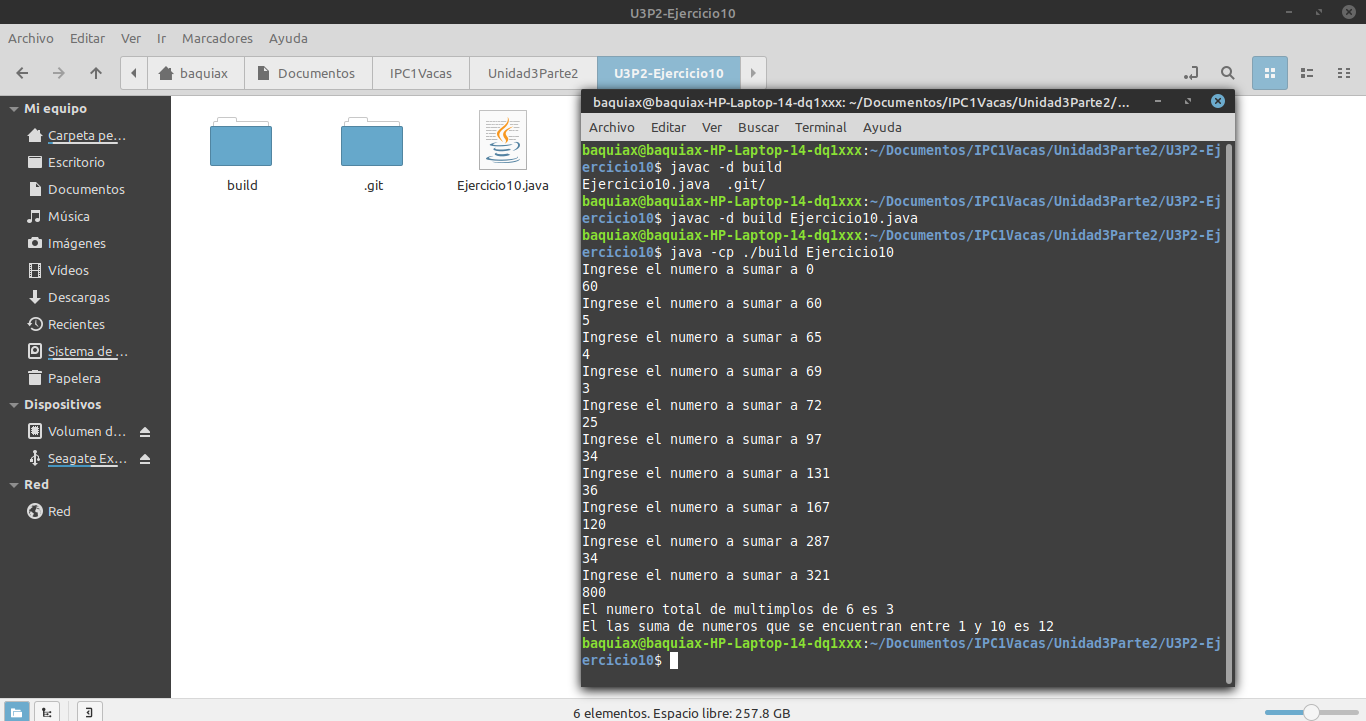 U3P2-Ejercicio10
Archivo Editar Ver Ir Marcadores Ayuda
baquiax Documentos IPC1Vacas Unidad3Parte2 U3P2-Ejercicio10
Mi equipo
Carpeta pe...
Escritorio
Documentos
Música
Imágenes
Vídeos
Descargas
Recientes
Sistema de ...
Papelera
Dispositivos
Volumen d...
Seagate Ex...
Red
Red
build .git Ejercicio10.java
baquiax@baquiax-HP-Laptop-14-dq1xxx: ~/Documentos/IPC1Vacas/Unidad3Parte2/...
Archivo Editar Ver Buscar Terminal Ayuda
baquiax@baquiax-HP-Laptop-14-dq1xxx:~/Documentos/IPC1Vacas/Unidad3Parte2/U3P2-Ej
ercicio10$ javac -d build
Ejercicio10.java .git/
baquiax@baquiax-HP-Laptop-14-dq1xxx:~/Documentos/IPC1Vacas/Unidad3Parte2/U3P2-Ej
ercicio10$ javac -d build Ejercicio10.java
baquiax@baquiax-HP-Laptop-14-dq1xxx:~/Documentos/IPC1Vacas/Unidad3Parte2/U3P2-Ej
ercicio10$ java -cp ./build Ejercicio10
Ingrese el numero a sumar a 0
60
Ingrese el numero a sumar a 60
5
Ingrese el numero a sumar a 65
4
Ingrese el numero a sumar a 69
3
Ingrese el numero a sumar a 72
25
Ingrese el numero a sumar a 97
34
Ingrese el numero a sumar a 131
36
Ingrese el numero a sumar a 167
120
Ingrese el numero a sumar a 287
34
Ingrese el numero a sumar a 321
800
El numero total de multimplos de 6 es 3
El las suma de numeros que se encuentran entre 1 y 10 es 12
baquiax@baquiax-HP-Laptop-14-dq1xxx:~/Documentos/IPC1Vacas/Unidad3Parte2/U3P2-Ej
ercicio10$
6 elementos. Espacio libre: 257.8 GB